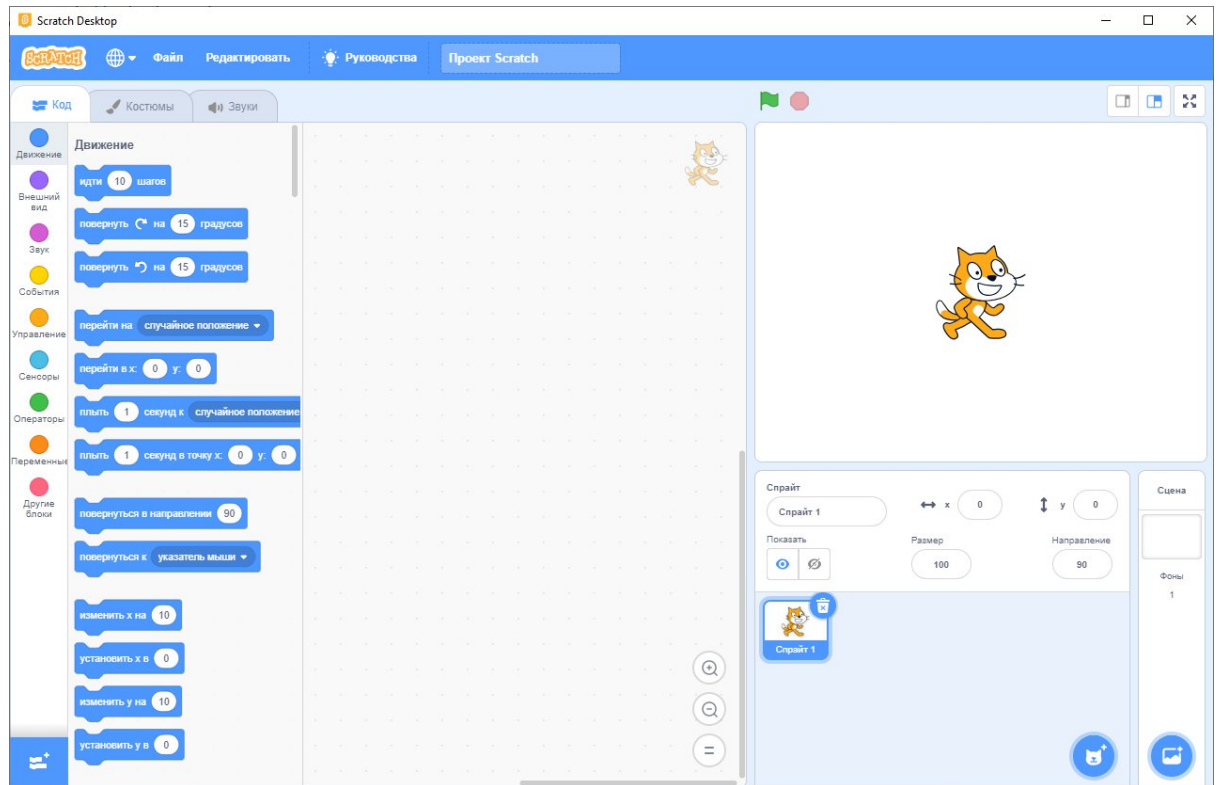 Scratch Desktop
SCRATCH
Файл
Редактировать
Руководства
Проект Scratch
Код
Костюмы
Звуки
Движение
Внешний
вид
Звук
События
Управление
Сенсоры
Операторы
Переменные
Другие
блоки
Движение
идти 10 шагов
повернуть на 15 градусов
повернуть на 15 градусов
перейти на случайное положение
перейти в x: 0 y: 0
плыть 1 секунд к случайное положение
плыть 1 секунд в точку x: 0 y: 0
повернуться в направлении 90
повернуться к указатель мыши
изменить x на 10
установить x в 0
изменить y на 10
установить y в 0
Спрайт
Спрайт 1
x 0
y 0
Показать
Размер
100
Направление
90
Спрайт 1
Сцена
Фоны
1